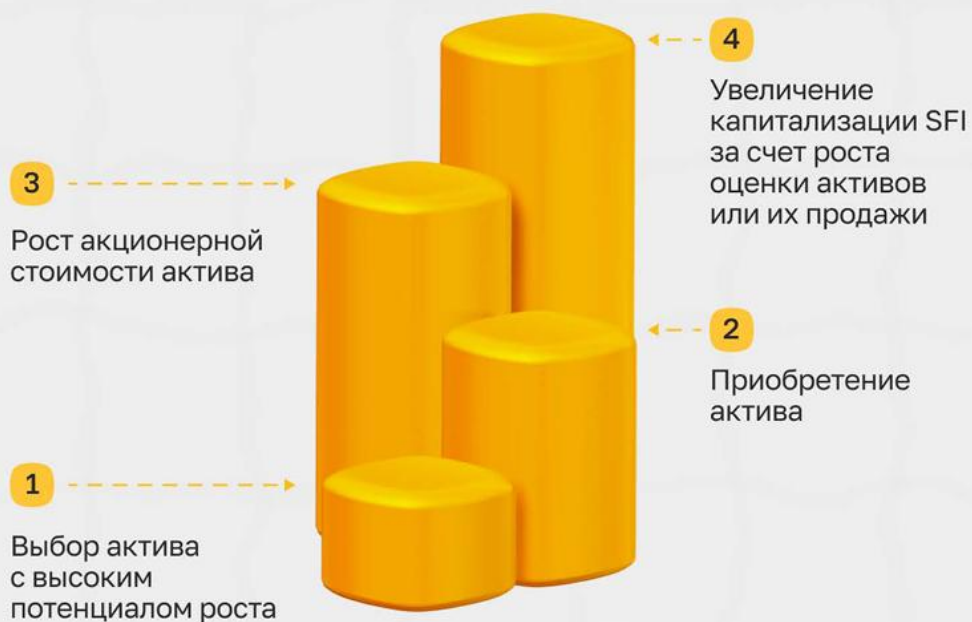 4
Увеличение
капитализации SFI
за счет роста
оценки активов
или их продажи
3
Рост акционерной
стоимости актива
2
Приобретение
актива
1
Выбор актива
с высоким
потенциалом роста